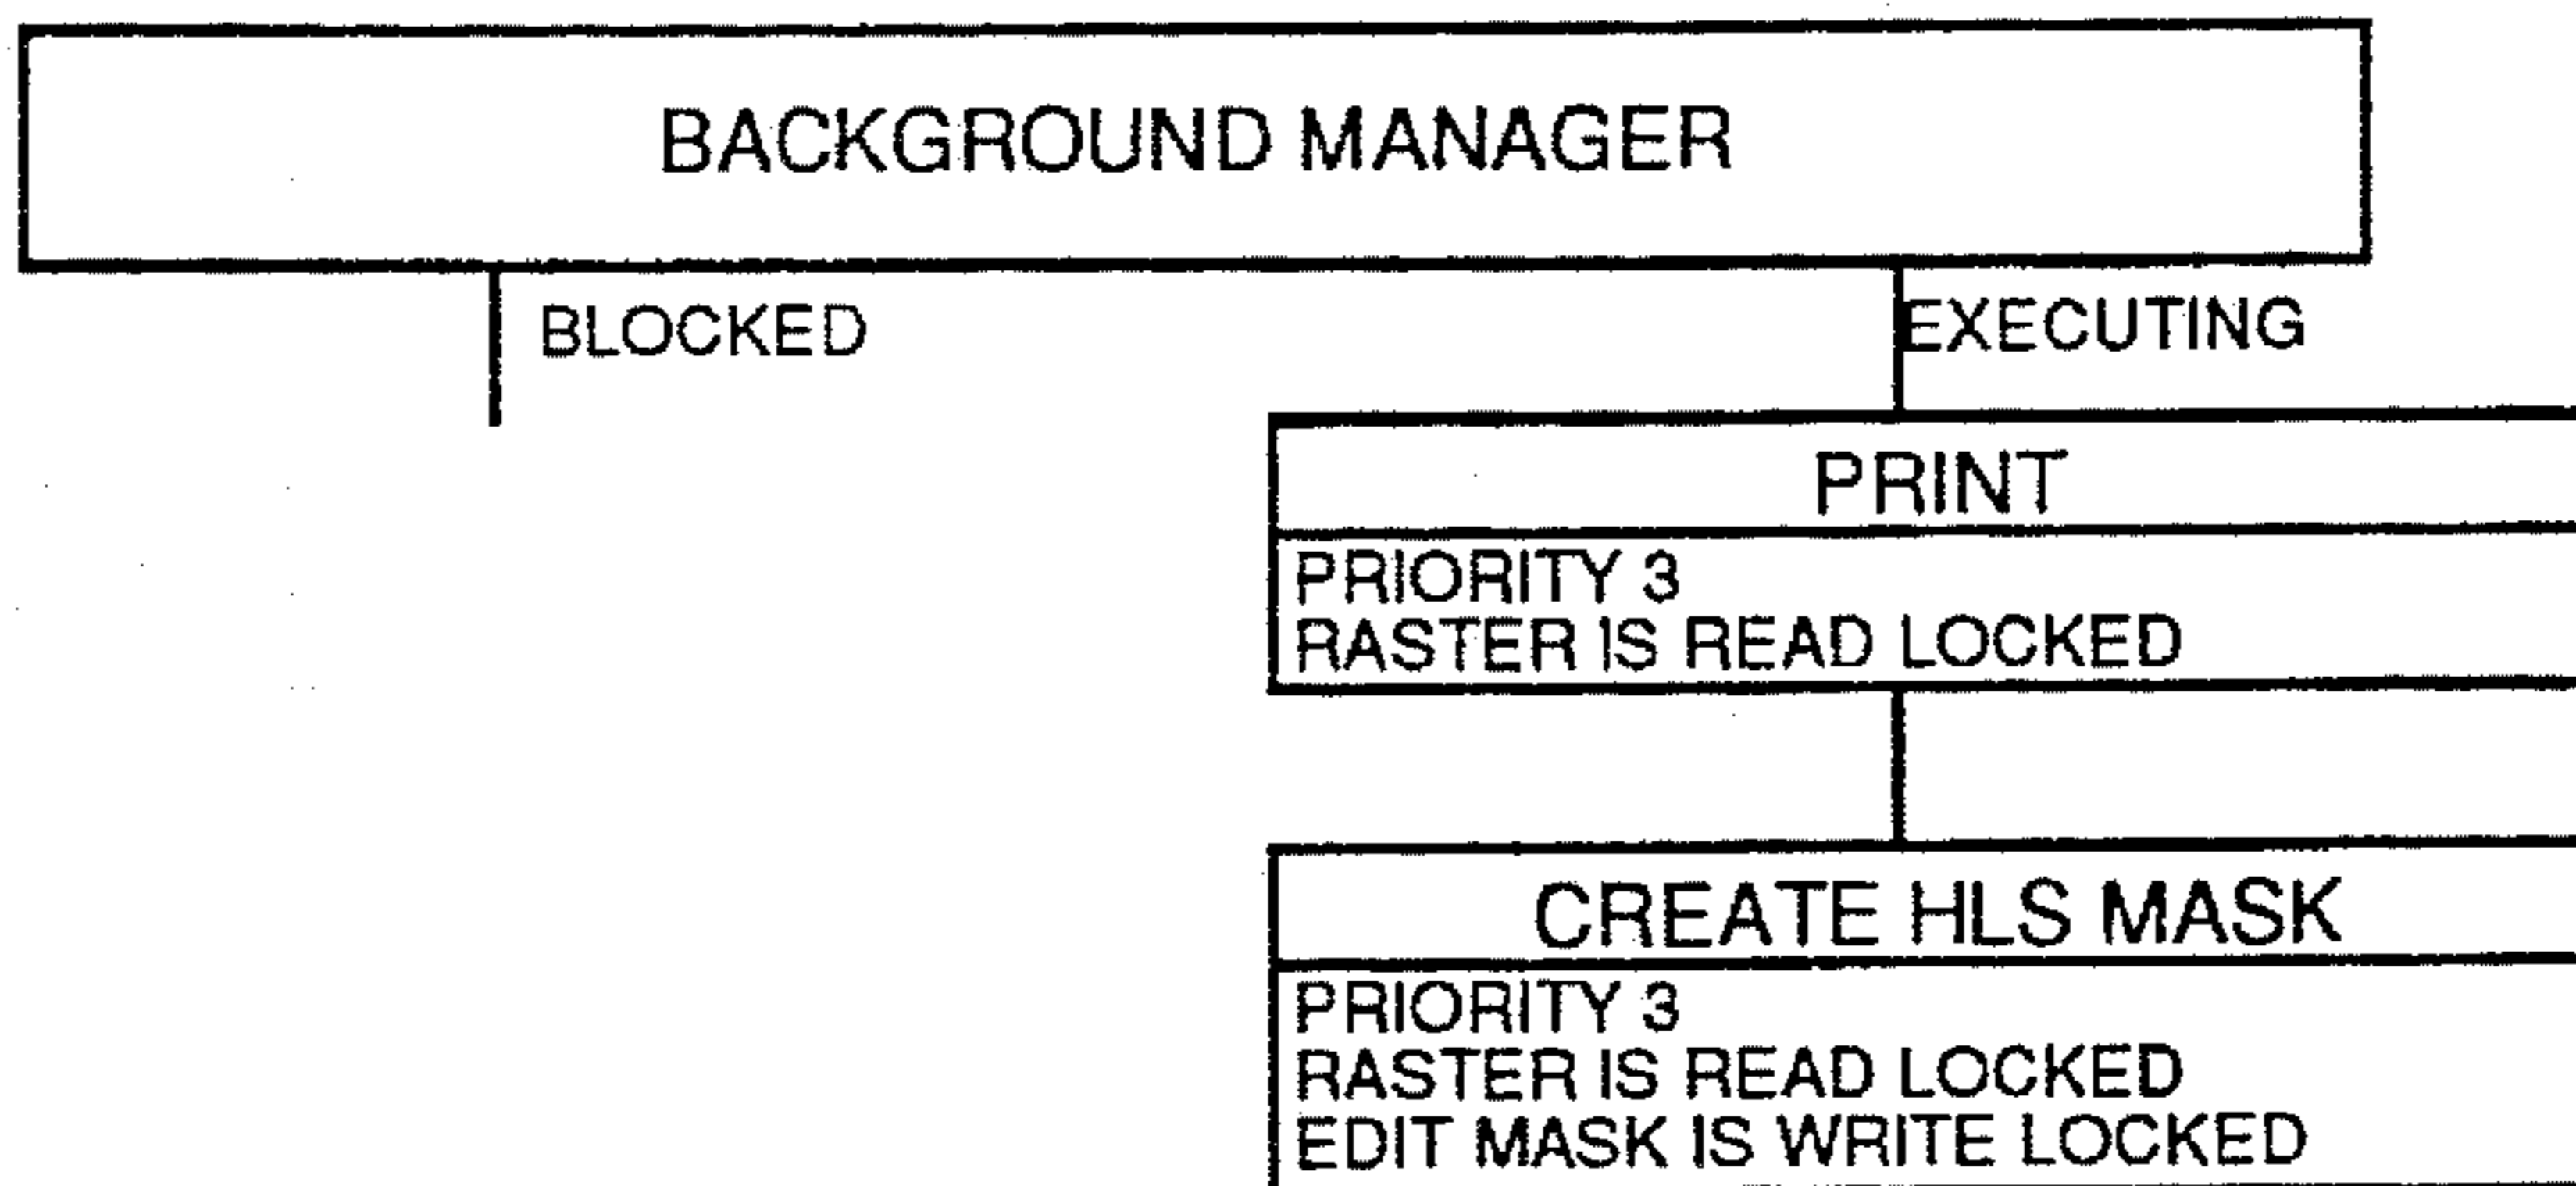 BACKGROUND MANAGER
BLOCKED
EXECUTING
PRINT
PRIORITY 3
RASTER IS READ LOCKED
CREATE HLS MASK
PRIORITY 3
RASTER IS READ LOCKED
EDIT MASK IS WRITE LOCKED